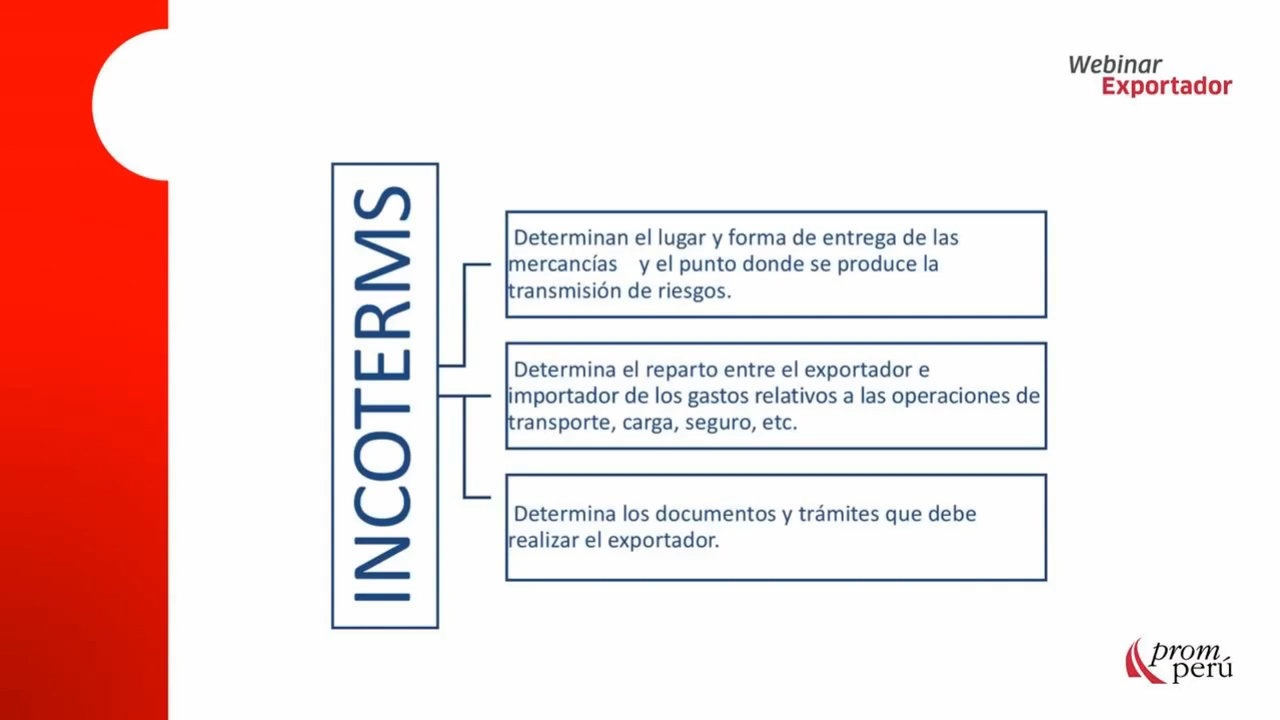 Webinar
Exportador
INCOTERMS
Determinan el lugar y forma de entrega de las
mercancías y el punto donde se produce la
transmisión de riesgos.
Determina el reparto entre el exportador e
importador de los gastos relativos a las operaciones de
transporte, carga, seguro, etc.
Determina los documentos y trámites que debe
realizar el exportador.
prom
perú